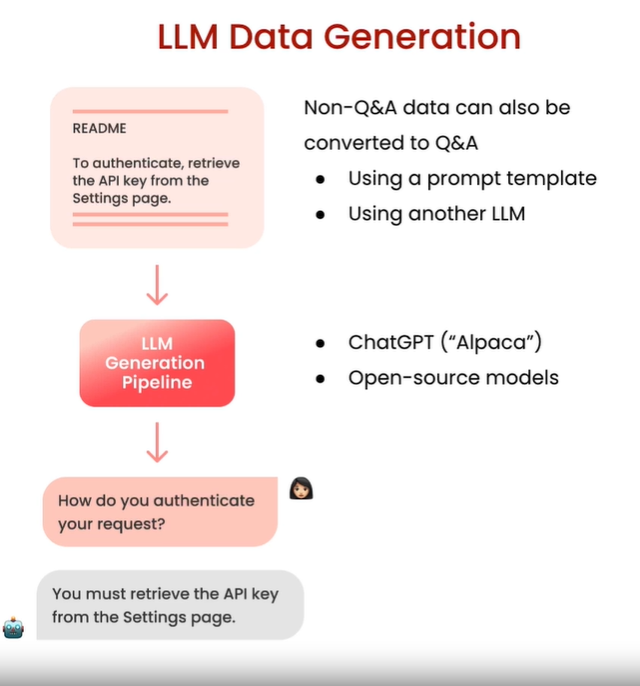 LLM Data Generation
README
To authenticate, retrieve
the API key from the
Settings page.
Non-Q&A data can also be
converted to Q&A
● Using a prompt template
● Using another LLM
LLM
Generation
Pipeline
● ChatGPT (“Alpaca”)
● Open-source models
How do you authenticate
your request?
You must retrieve the API key
from the Settings page.